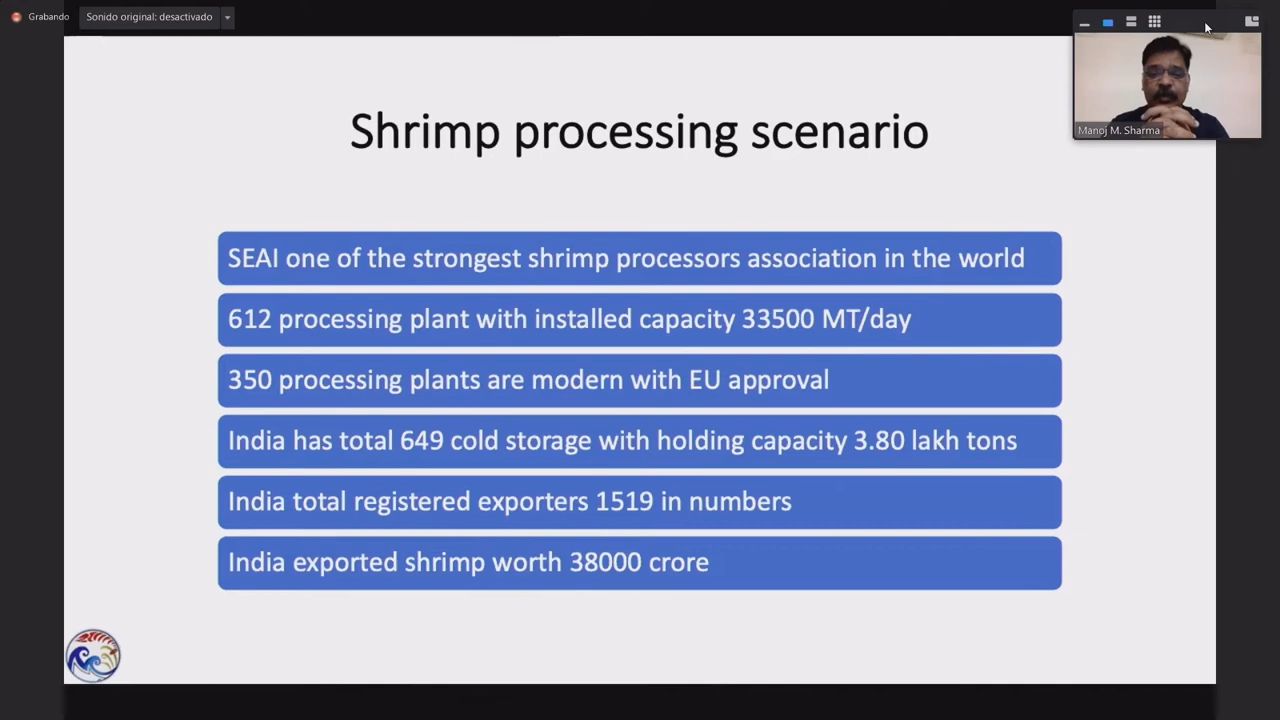 Grabando
Sonido original: desactivado
Manoj M. Sharma
Shrimp processing scenario
SEAI one of the strongest shrimp processors association in the world
612 processing plant with installed capacity 33500 MT/day
350 processing plants are modern with EU approval
India has total 649 cold storage with holding capacity 3.80 lakh tons
India total registered exporters 1519 in numbers
India exported shrimp worth 38000 crore